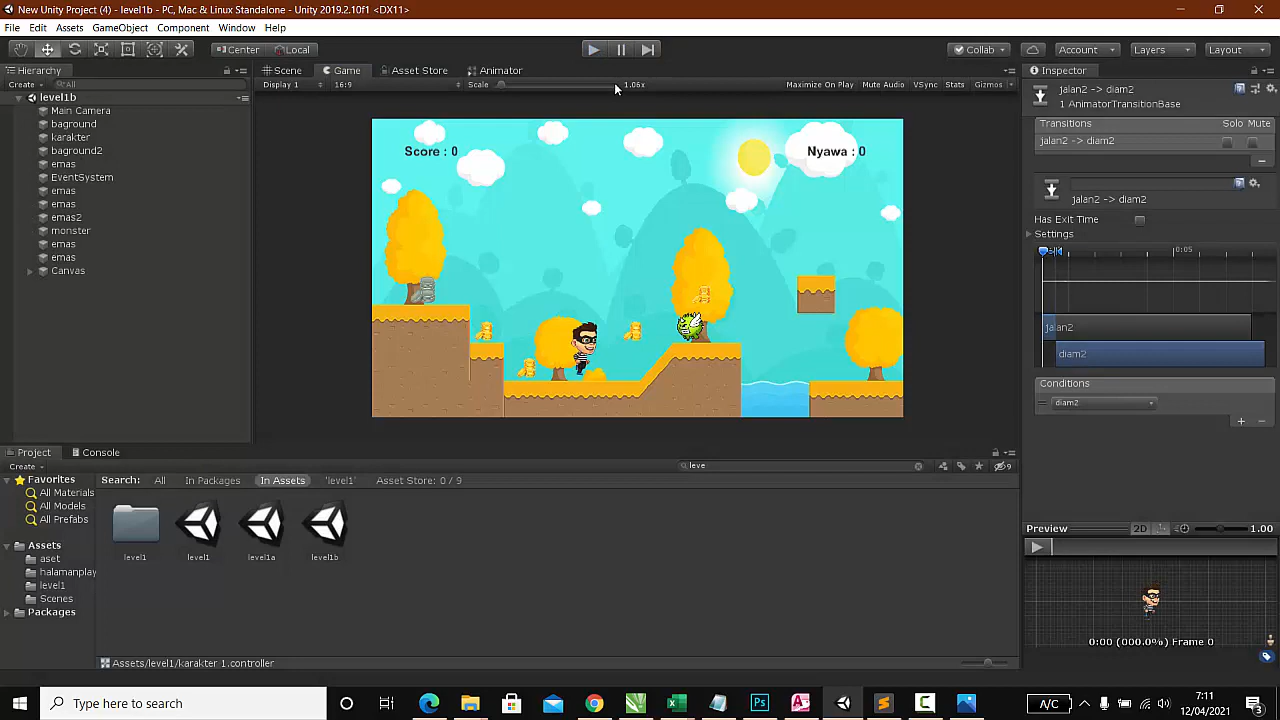 New Unity Project (4) - level1b - PC, Mac & Linux Standalone - Unity 2019.2.10f1 <DX11>
File Edit Assets GameObject Component Window Help
Center Local Collab Account Layers Layout
Hierarchy Scene Game Asset Store Animator Inspector
Create All Display 1 16:9 Scale 1.06x Maximize On Play Mute Audio VSync Stats Gizmos
jalan2 -> diam2
1 AnimatorTransitionBase
level1b
Main Camera
baground
karakter
baground2
emas
EventSystem
emas
emas
emas2
monster
emas
emas
Canvas
Score : 0 Nyawa : 0
Transitions Solo Mute
jalan2 -> diam2
jalan2 -> diam2
Has Exit Time
Settings
0:05
jalan2
diam2
Conditions
diam2
Project Console
Create leve 9
Favorites
All Materials
All Models
All Prefabs
Assets
aset
halamanplay
level1
Scenes
Packages
Search: All In Packages In Assets 'level1' Asset Store: 0 / 9
level1 level1 level1a level1b
Assets/level1/karakter 1.controller
Preview 2D 1.00
0:00 (000.0%) Frame 0
Type here to search
A/C
7:11
12/04/2021
3